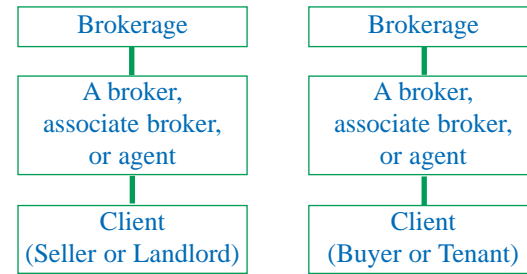 Brokerage
A broker,
associate broker,
or agent
Client
(Seller or Landlord)
Brokerage
A broker,
associate broker,
or agent
Client
(Buyer or Tenant)